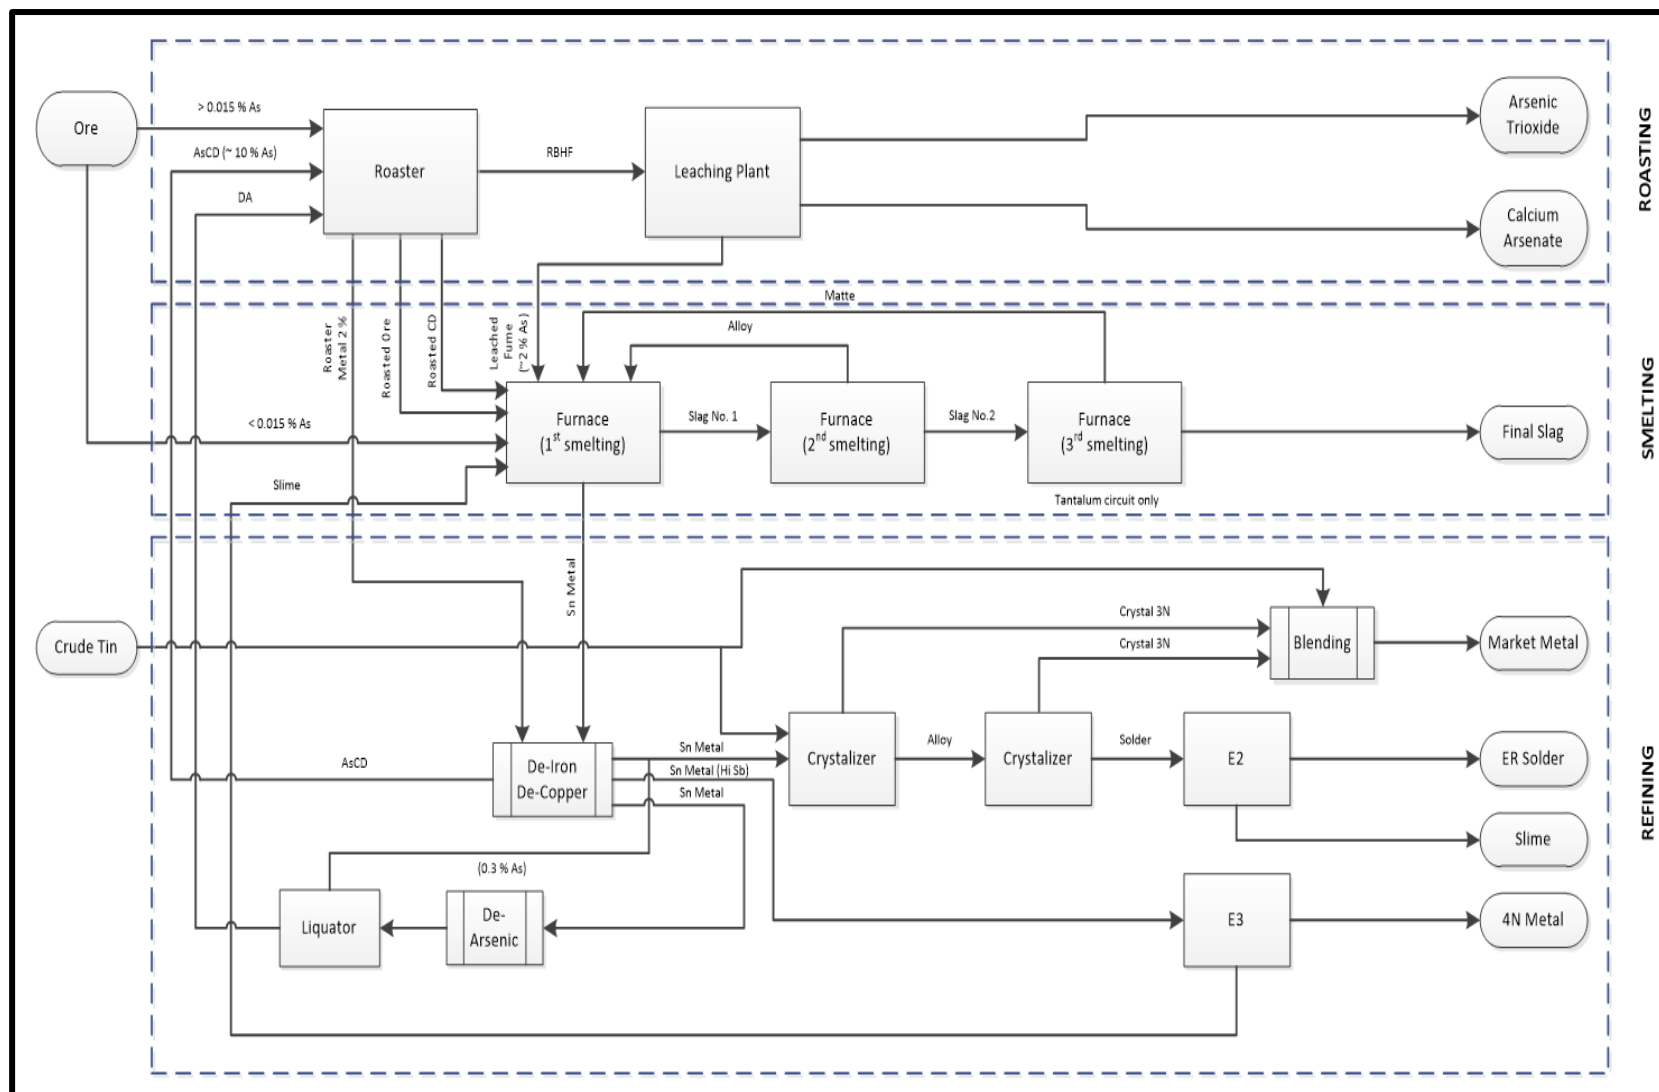 > 0.015 % As
Ore
AsCD (~ 10 % As)
DA
Roaster
RBHF
Leaching Plant
Arsenic
Trioxide
Calcium
Arsenate
ROASTING
Matte
Alloy
Roaster
Metal 2 %
Roasted Ore
Roasted CD
Leached
Fume
(~2 % As)
< 0.015 % As
Slime
Furnace
(1st smelting)
Slag No. 1
Furnace
(2nd smelting)
Slag No.2
Furnace
(3rd smelting)
Tantalum circuit only
Final Slag
SMELTING
Sn Metal
Crude Tin
Crystal 3N
Crystal 3N
Blending
Market Metal
AsCD
De-Iron
De-Copper
Sn Metal
Sn Metal (Hi Sb)
Sn Metal
Crystalizer
Alloy
Crystalizer
Solder
E2
ER Solder
Slime
(0.3 % As)
Liquator
De-
Arsenic
E3
4N Metal
REFINING